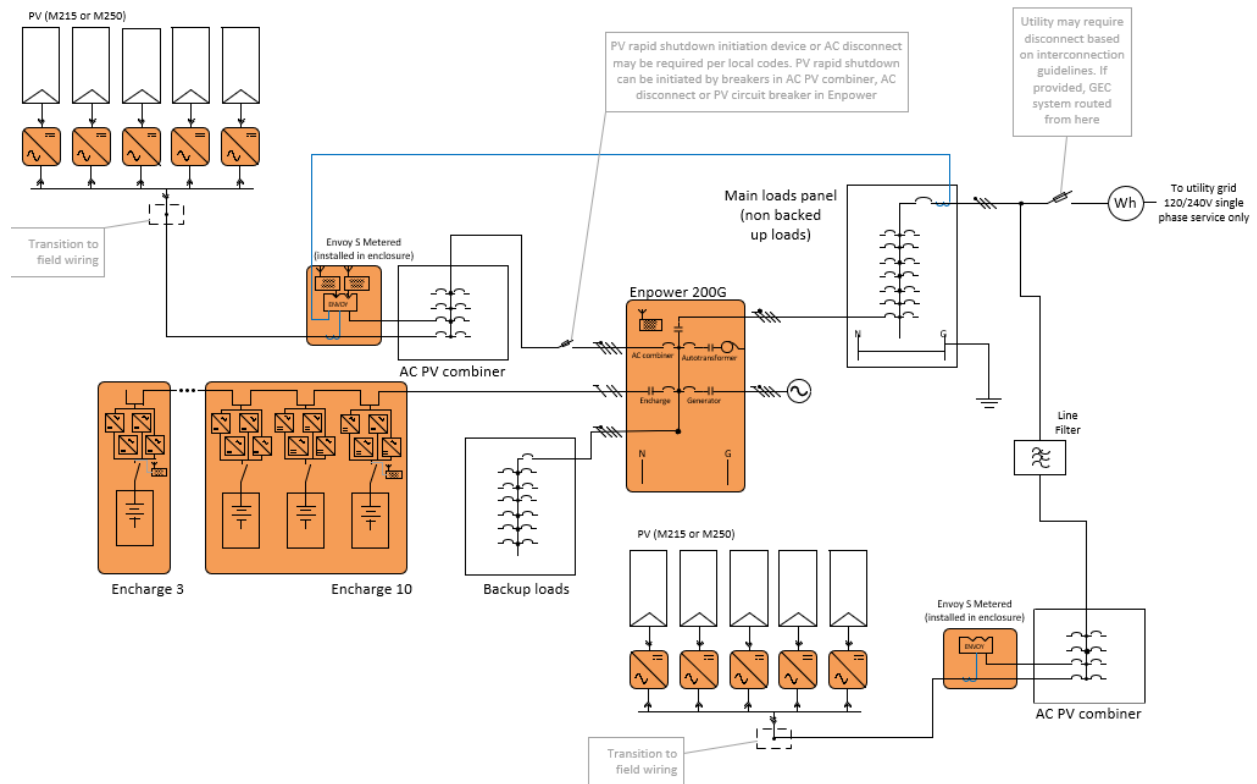 PV (M215 or M250)
PV rapid shutdown initiation device or AC disconnect
may be required per local codes. PV rapid shutdown
can be initiated by breakers in AC PV combiner, AC
disconnect or PV circuit breaker in Enpower
Utility may require
disconnect based
on interconnection
guidelines. If
provided, GEC
system routed
from here
Transition to
field wiring
Envoy S Metered
(installed in enclosure)
ENVOY
AC PV combiner
Main loads panel
(non backed
up loads)
N
G
Wh
To utility grid
120/240V single
phase service only
Enpower 200G
AC combiner
Autotransformer
Encharge
Generator
N
G
Line
Filter
Encharge 3
Encharge 10
Backup loads
PV (M215 or M250)
Transition to
field wiring
Envoy S Metered
(installed in enclosure)
ENVOY
AC PV combiner